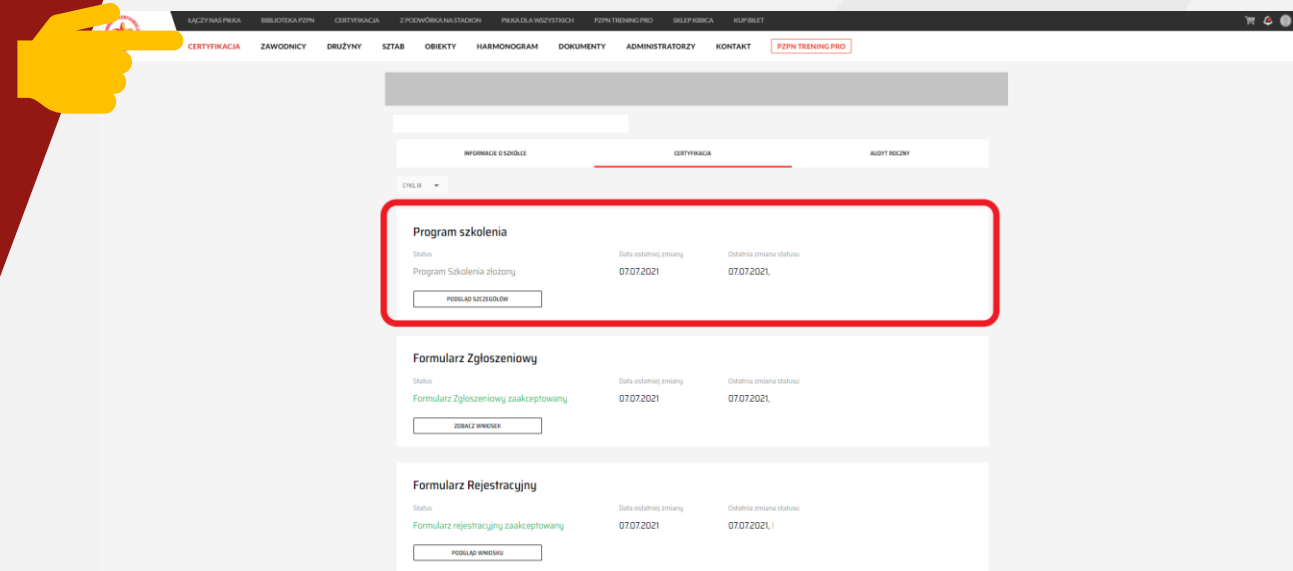 ŁĄCZY NAS PIŁKA BIBLIOTEKA PZPN CERTYFIKACJA Z PODWÓRKA NA STADION PIŁKA DLA WSZYSTKICH PZPN TRENING PRO SKLEP KIBICA KUP BILET
CERTYFIKACJA ZAWODNICY DRUŻYNY SZTAB OBIEKTY HARMONOGRAM DOKUMENTY ADMINISTRATORZY KONTAKT PZPN TRENING PRO
INFORMACJE O SZKÓŁCE CERTYFIKACJA AUDYT ROCZNY
CYKL III
Program szkolenia
Status Data ostatniej zmiany Ostatnia zmiana statusu
Program Szkolenia złożony 07.07.2021 07.07.2021,
PODGLĄD SZCZEGÓŁÓW
Formularz Zgłoszeniowy
Status Data ostatniej zmiany Ostatnia zmiana statusu
Formularz Zgłoszeniowy zaakceptowany 07.07.2021 07.07.2021,
ZOBACZ WNIOSEK
Formularz Rejestracyjny
Status Data ostatniej zmiany Ostatnia zmiana statusu
Formularz rejestracyjny zaakceptowany 07.07.2021 07.07.2021,
PODGLĄD WNIOSKU